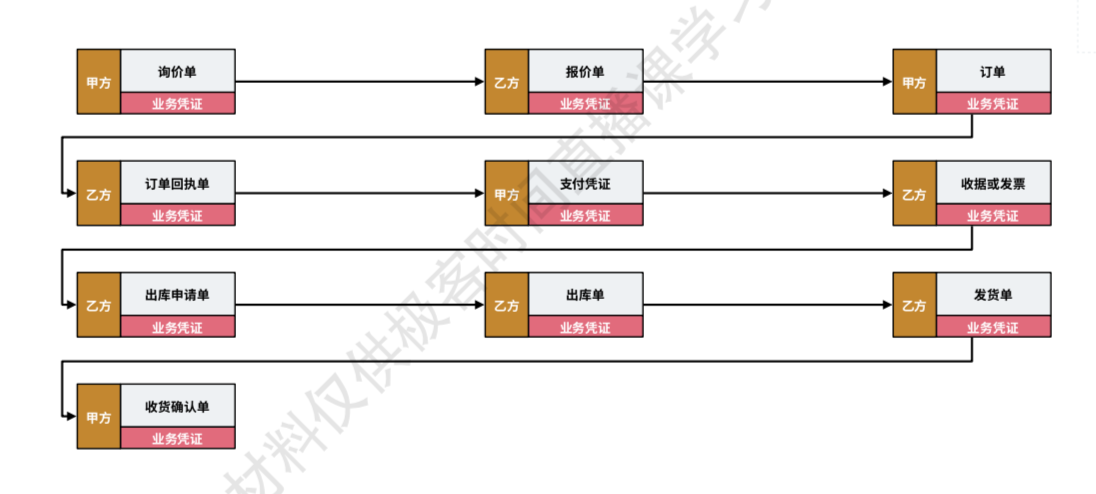 甲方
询价单
业务凭证
乙方
报价单
业务凭证
甲方
订单
业务凭证
乙方
订单回执单
业务凭证
甲方
支付凭证
业务凭证
乙方
收据或发票
业务凭证
乙方
出库申请单
业务凭证
乙方
出库单
业务凭证
乙方
发货单
业务凭证
甲方
收货确认单
业务凭证
材料仅供极客时间直播课学习